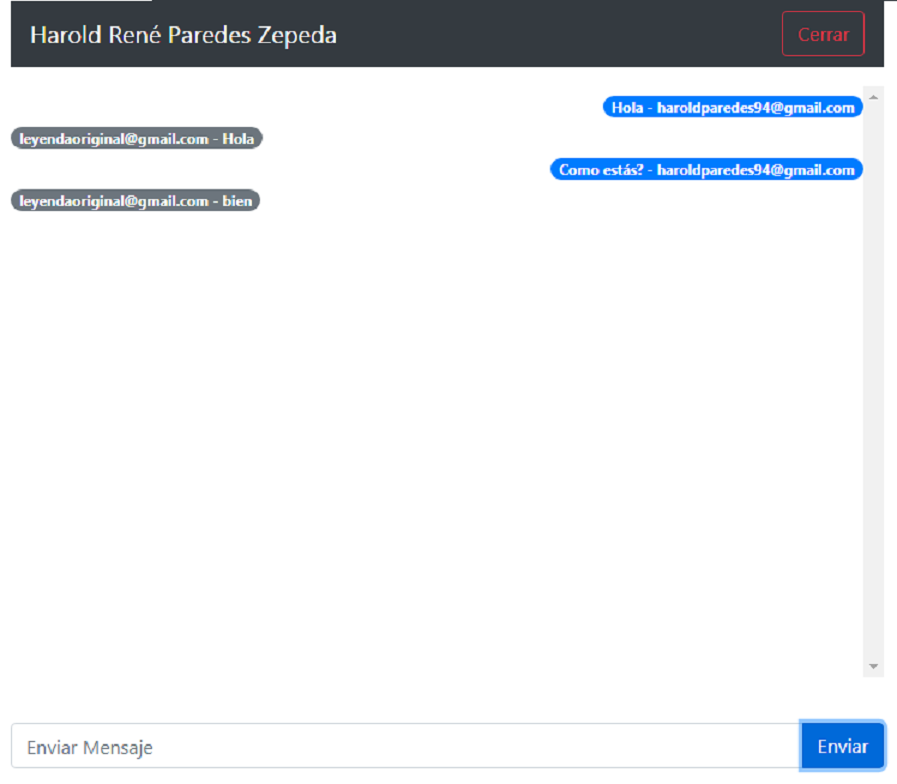 Harold René Paredes Zepeda
Cerrar
Hola - haroldparedes94@gmail.com
leyendaoriginal@gmail.com - Hola
Como estás? - haroldparedes94@gmail.com
leyendaoriginal@gmail.com - bien
Enviar Mensaje
Enviar